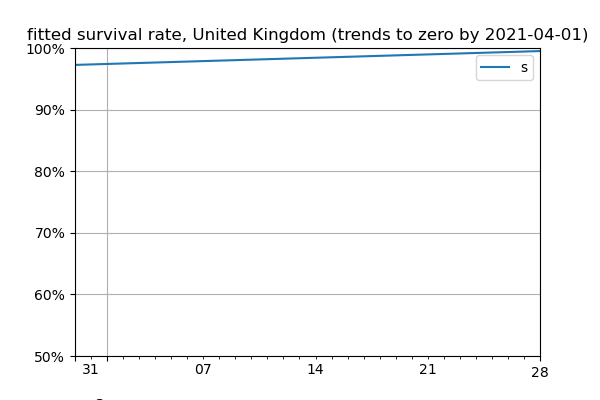 fitted survival rate, United Kingdom (trends to zero by 2021-04-01)
100%
s
90%
80%
70%
60%
50%
31 07 14 21 28